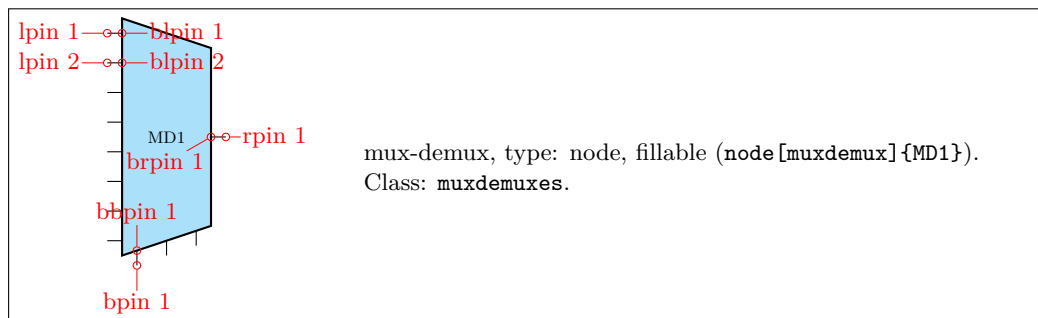 lpin 1
blpin 1
lpin 2
blpin 2
MD1
rpin 1
brpin 1
bbpin 1
bpin 1
mux-demux, type: node, fillable (node[muxdemux]{MD1}).
Class: muxdemuxes.